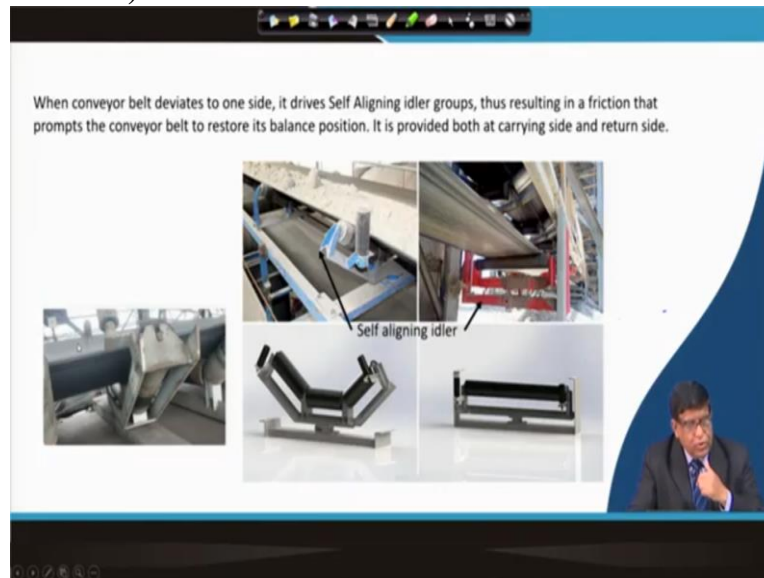 When conveyor belt deviates to one side, it drives Self Aligning idler groups, thus resulting in a friction that
prompts the conveyor belt to restore its balance position. It is provided both at carrying side and return side.
Self aligning idler